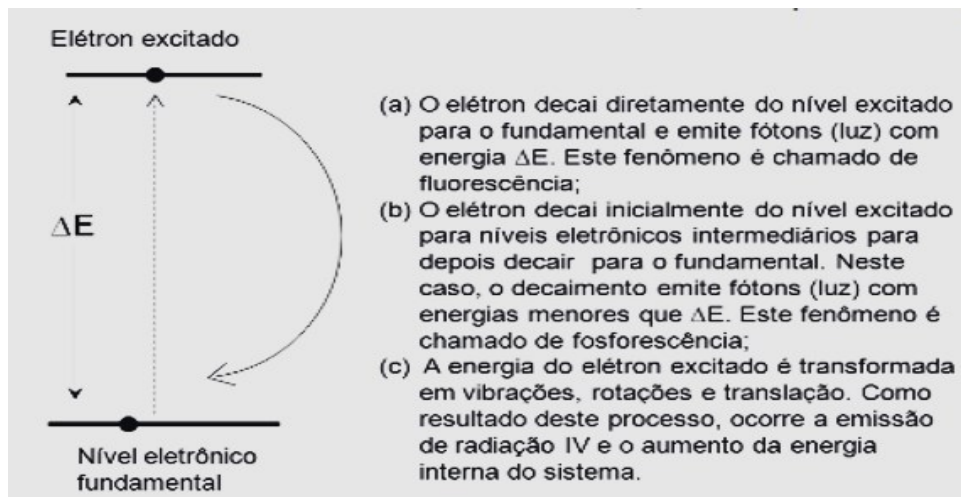 Elétron excitado
ΔE
Nível eletrônico
fundamental
(a) O elétron decai diretamente do nível excitado
para o fundamental e emite fótons (luz) com
energia ΔE. Este fenômeno é chamado de
fluorescência;
(b) O elétron decai inicialmente do nível excitado
para níveis eletrônicos intermediários para
depois decair para o fundamental. Neste
caso, o decaimento emite fótons (luz) com
energias menores que ΔE. Este fenômeno é
chamado de fosforescência;
(c) A energia do elétron excitado é transformada
em vibrações, rotações e translação. Como
resultado deste processo, ocorre a emissão
de radiação IV e o aumento da energia
interna do sistema.